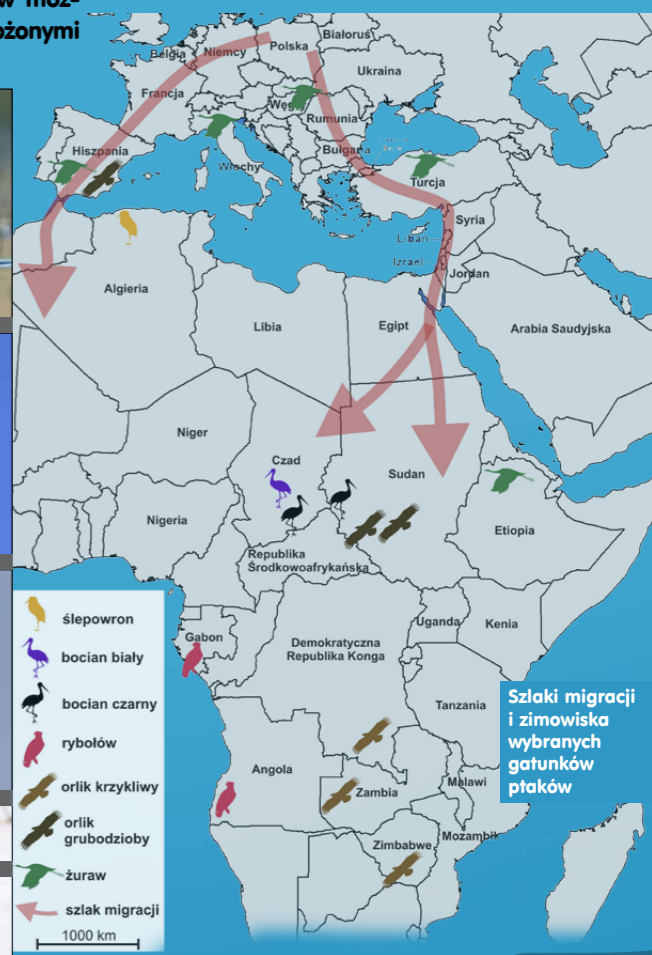 w moż-
ożonymi
Białoruś
Polska
Niemcy
Belgia
Ukraina
Francja
Węgry
Rumunia
Bułgaria
Hiszpania
Włochy
Turcja
Syria
Liban
Izrael
Jordan
Algieria
Libia
Egipt
Arabia Saudyjska
Niger
Czad
Sudan
Nigeria
Etiopia
Republika
Środkowoafrykańska
Gabon
Uganda
Kenia
Demokratyczna
Republika Konga
Tanzania
Angola
Zambia
Malawi
Mozambik
Zimbabwe
ślepowron
bocian biały
bocian czarny
rybołów
orlik krzykliwy
orlik
grubodzioby
żuraw
szlak migracji
1000 km
Szlaki migracji
i zimowiska
wybranych
gatunków
ptaków